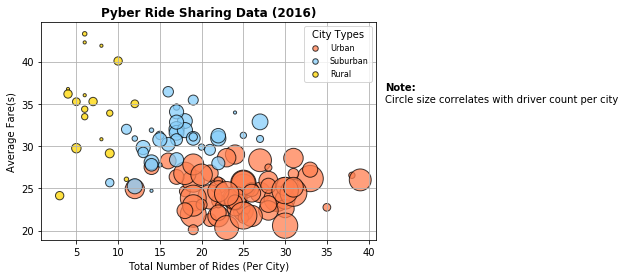 Pyber Ride Sharing Data (2016)
City Types
Urban
Suburban
Rural
Note:
Circle size correlates with driver count per city
Average Fare(s)
40
35
30
25
20
5 10 15 20 25 30 35 40
Total Number of Rides (Per City)